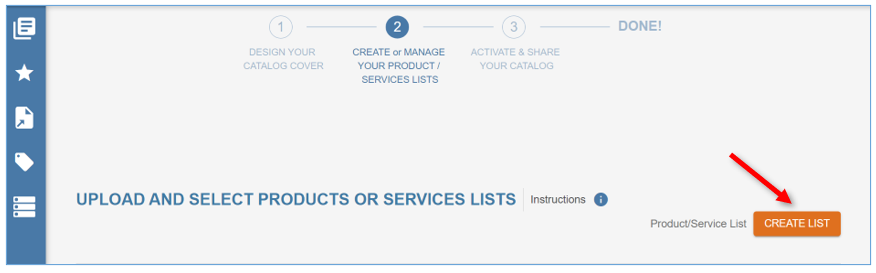 1
2
3
DONE!
DESIGN YOUR
CATALOG COVER
CREATE or MANAGE
YOUR PRODUCT /
SERVICES LISTS
ACTIVATE & SHARE
YOUR CATALOG
UPLOAD AND SELECT PRODUCTS OR SERVICES LISTS
Instructions i
Product/Service List
CREATE LIST